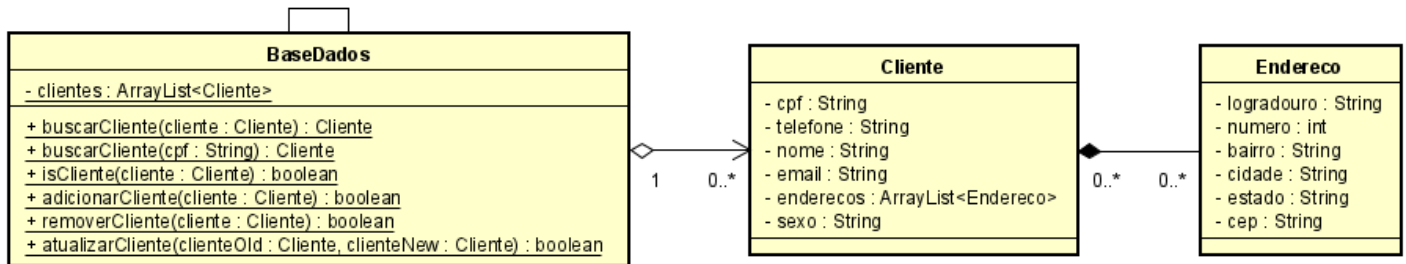 BaseDados
- clientes : ArrayList<Cliente>
+ buscarCliente(cliente : Cliente) : Cliente
+ buscarCliente(cpf : String) : Cliente
+ isCliente(cliente : Cliente) : boolean
+ adicionarCliente(cliente : Cliente) : boolean
+ removerCliente(cliente : Cliente) : boolean
+ atualizarCliente(clienteOld : Cliente, clienteNew : Cliente) : boolean
1
0..*
Cliente
- cpf : String
- telefone : String
- nome : String
- email : String
- enderecos : ArrayList<Endereco>
- sexo : String
0..*
0..*
Endereco
- logradouro : String
- numero : int
- bairro : String
- cidade : String
- estado : String
- cep : String